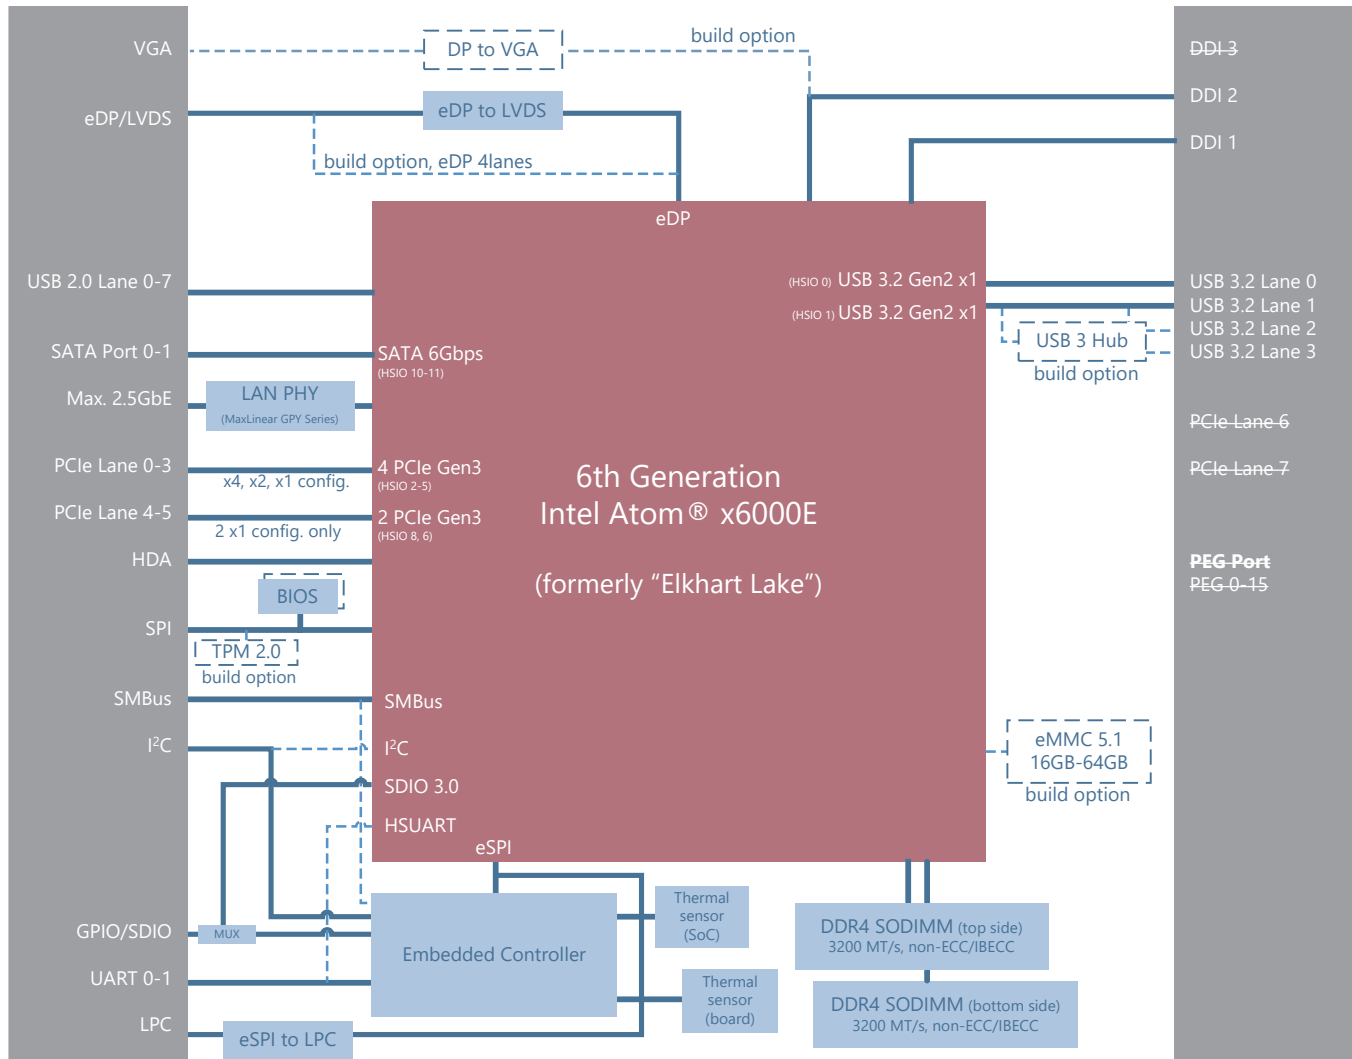 VGA
DP to VGA
build option
DDI 3
DDI 2
eDP/LVDS
eDP to LVDS
DDI 1
build option, eDP 4lanes
eDP
USB 2.0 Lane 0-7
(HSIO 0) USB 3.2 Gen2 x1
USB 3.2 Lane 0
(HSIO 1) USB 3.2 Gen2 x1
USB 3.2 Lane 1
USB 3.2 Lane 2
USB 3 Hub
USB 3.2 Lane 3
build option
SATA Port 0-1
SATA 6Gbps
(HSIO 10-11)
Max. 2.5GbE
LAN PHY
(MaxLinear GPY Series)
PCIe Lane 6
PCIe Lane 0-3
x4, x2, x1 config.
4 PCIe Gen3
(HSIO 2-5)
PCIe Lane 7
6th Generation
Intel Atom® x6000E
(formerly “Elkhart Lake”)
PCIe Lane 4-5
2 x1 config. only
2 PCIe Gen3
(HSIO 8, 6)
HDA
PEG Port
PEG 0-15
BIOS
SPI
TPM 2.0
build option
SMBus
SMBus
I²C
I²C
eMMC 5.1
16GB-64GB
build option
SDIO 3.0
HSUART
eSPI
GPIO/SDIO
MUX
Embedded Controller
Thermal
sensor
(SoC)
DDR4 SODIMM (top side)
3200 MT/s, non-ECC/IBECC
UART 0-1
Thermal
sensor
(board)
DDR4 SODIMM (bottom side)
3200 MT/s, non-ECC/IBECC
LPC
eSPI to LPC